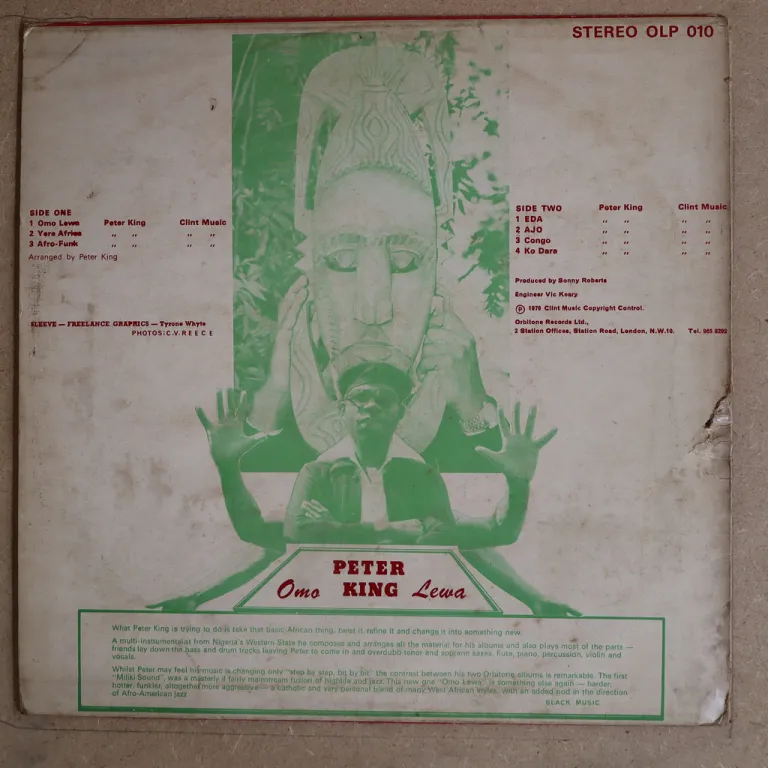 STEREO OLP 010
SIDE ONE
1 Omo Lewa Peter King Clint Music
2 Yere Africa " " " "
3 Afro-Funk " " " "
Arranged by Peter King
SLEEVE — FREELANCE GRAPHICS — Tyrone Whyte
PHOTOS: C.V. REECE
SIDE TWO Peter King Clint Music
1 EDA " " " "
2 AJO " " " "
3 Congo " " " "
4 Ko Dara " " " "
Produced by Sonny Roberts
Engineer Vic Keary
Ⓟ 1976 Clint Music Copyright Control.
Orbitone Records Ltd.,
2 Station Offices, Station Road, London, N.W.10. Tel. 965 8292
PETER
Omo KING Lewa
What Peter King is trying to do is take that basic African thing, twist it refine it and change it into something new.
A multi-instrumentalist from Nigeria's Western State he composes and arranges all the material for his albums and also plays most of the parts —
friends lay down the bass and drum tracks leaving Peter to come in and overdub tenor and soprano saxes, flute, piano, percussion, violin and
vocals.
Whilst Peter may feel his music is changing only "step by step, bit by bit" the contrast between his two Orbitone albums is remarkable. The first
"Miliki Sound", was a masterly if fairly mainstream fusion of highlife and jazz. This new one "Omo Lewa" is something else again — harder,
hotter, funkier, altogether more aggressive — a catholic and very personal blend of many West African styles, with an added nod in the direction
of Afro-American jazz
BLACK MUSIC